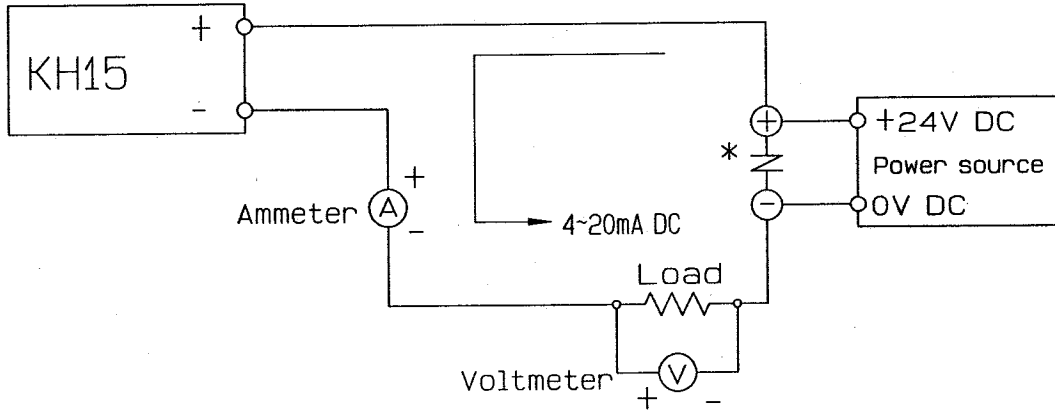 +
KH15
-
+
+24V DC
*
Power source
-
0V DC
+
Ammeter A
-
4~20mA DC
Load
Voltmeter V
+ -